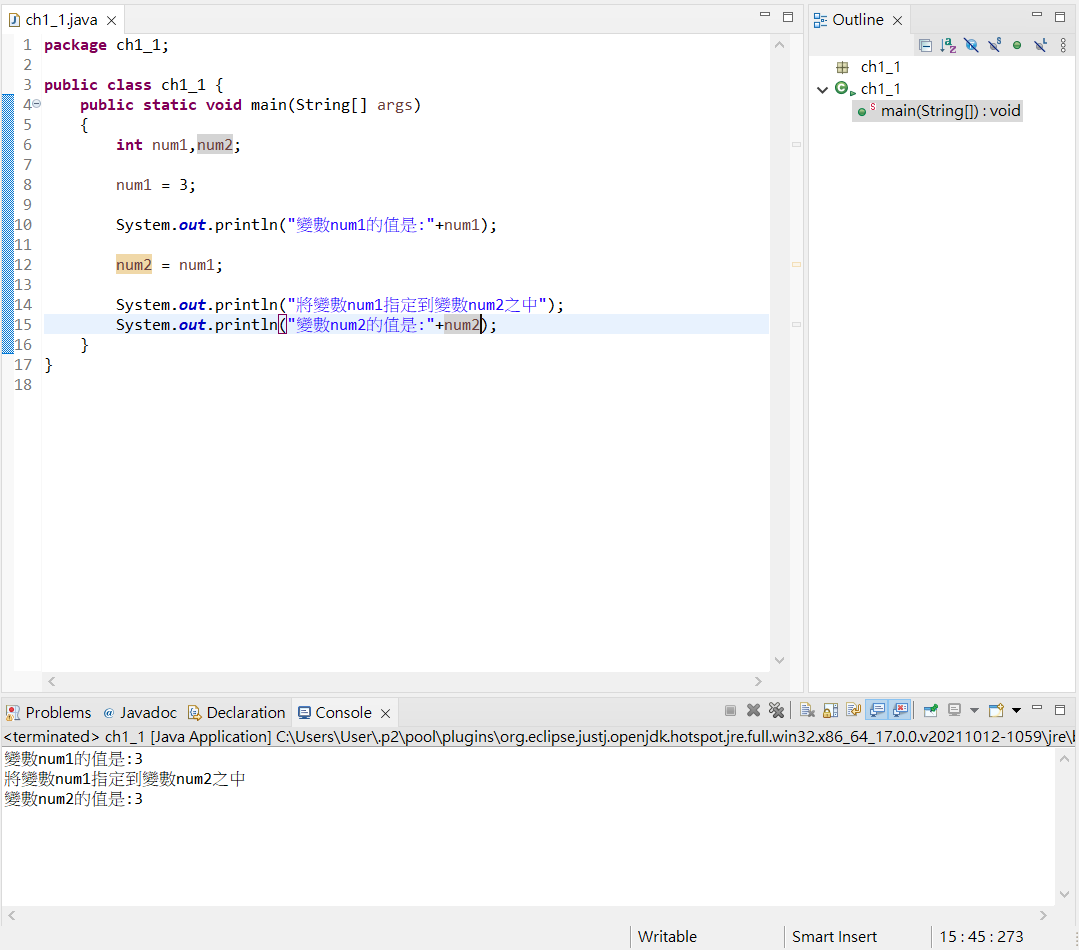 ch1_1.java
Outline
1 package ch1_1;
2
3 public class ch1_1 {
4 public static void main(String[] args)
5 {
6 int num1,num2;
7
8 num1 = 3;
9
10 System.out.println("變數num1的值是:"+num1);
11
12 num2 = num1;
13
14 System.out.println("將變數num1指定到變數num2之中");
15 System.out.println("變數num2的值是:"+num2);
16 }
17 }
18
ch1_1
ch1_1
main(String[]) : void
Problems Javadoc Declaration Console
<terminated> ch1_1 [Java Application] C:\Users\User\.p2\pool\plugins\org.eclipse.justj.openjdk.hotspot.jre.full.win32.x86_64_17.0.0.v20211012-1059\jre\b
變數num1的值是:3
將變數num1指定到變數num2之中
變數num2的值是:3
Writable Smart Insert 15 : 45 : 273